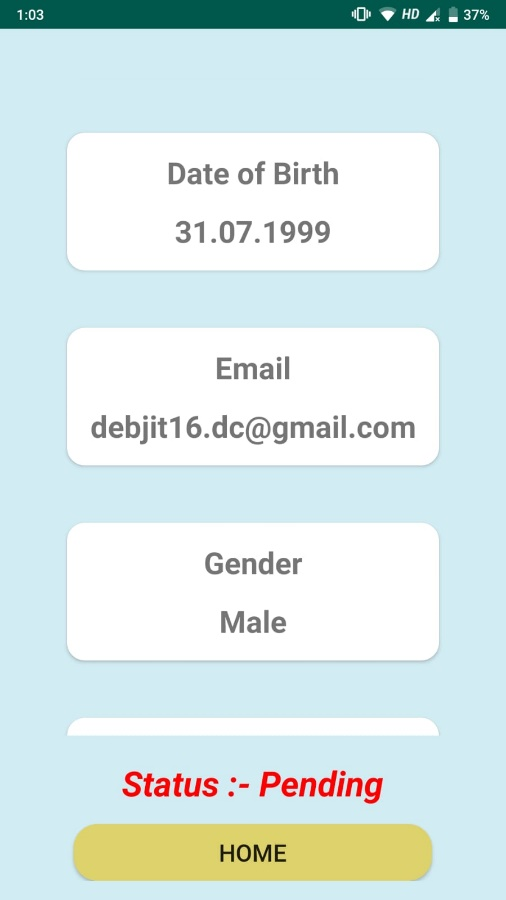 1:03
HD
37%
Date of Birth
31.07.1999
Email
debjit16.dc@gmail.com
Gender
Male
Status :- Pending
HOME